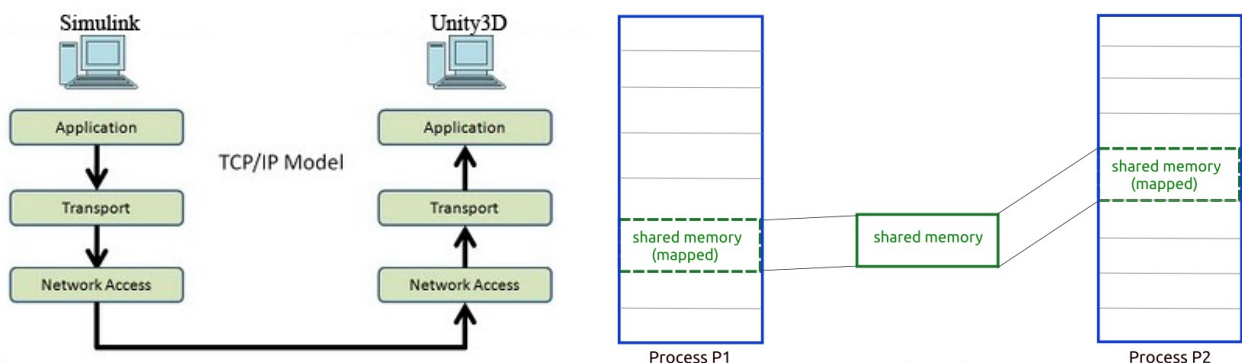 Simulink
Unity3D
Application
Application
TCP/IP Model
Transport
Transport
Network Access
Network Access
shared memory
(mapped)
shared memory
shared memory
(mapped)
Process P1
Process P2